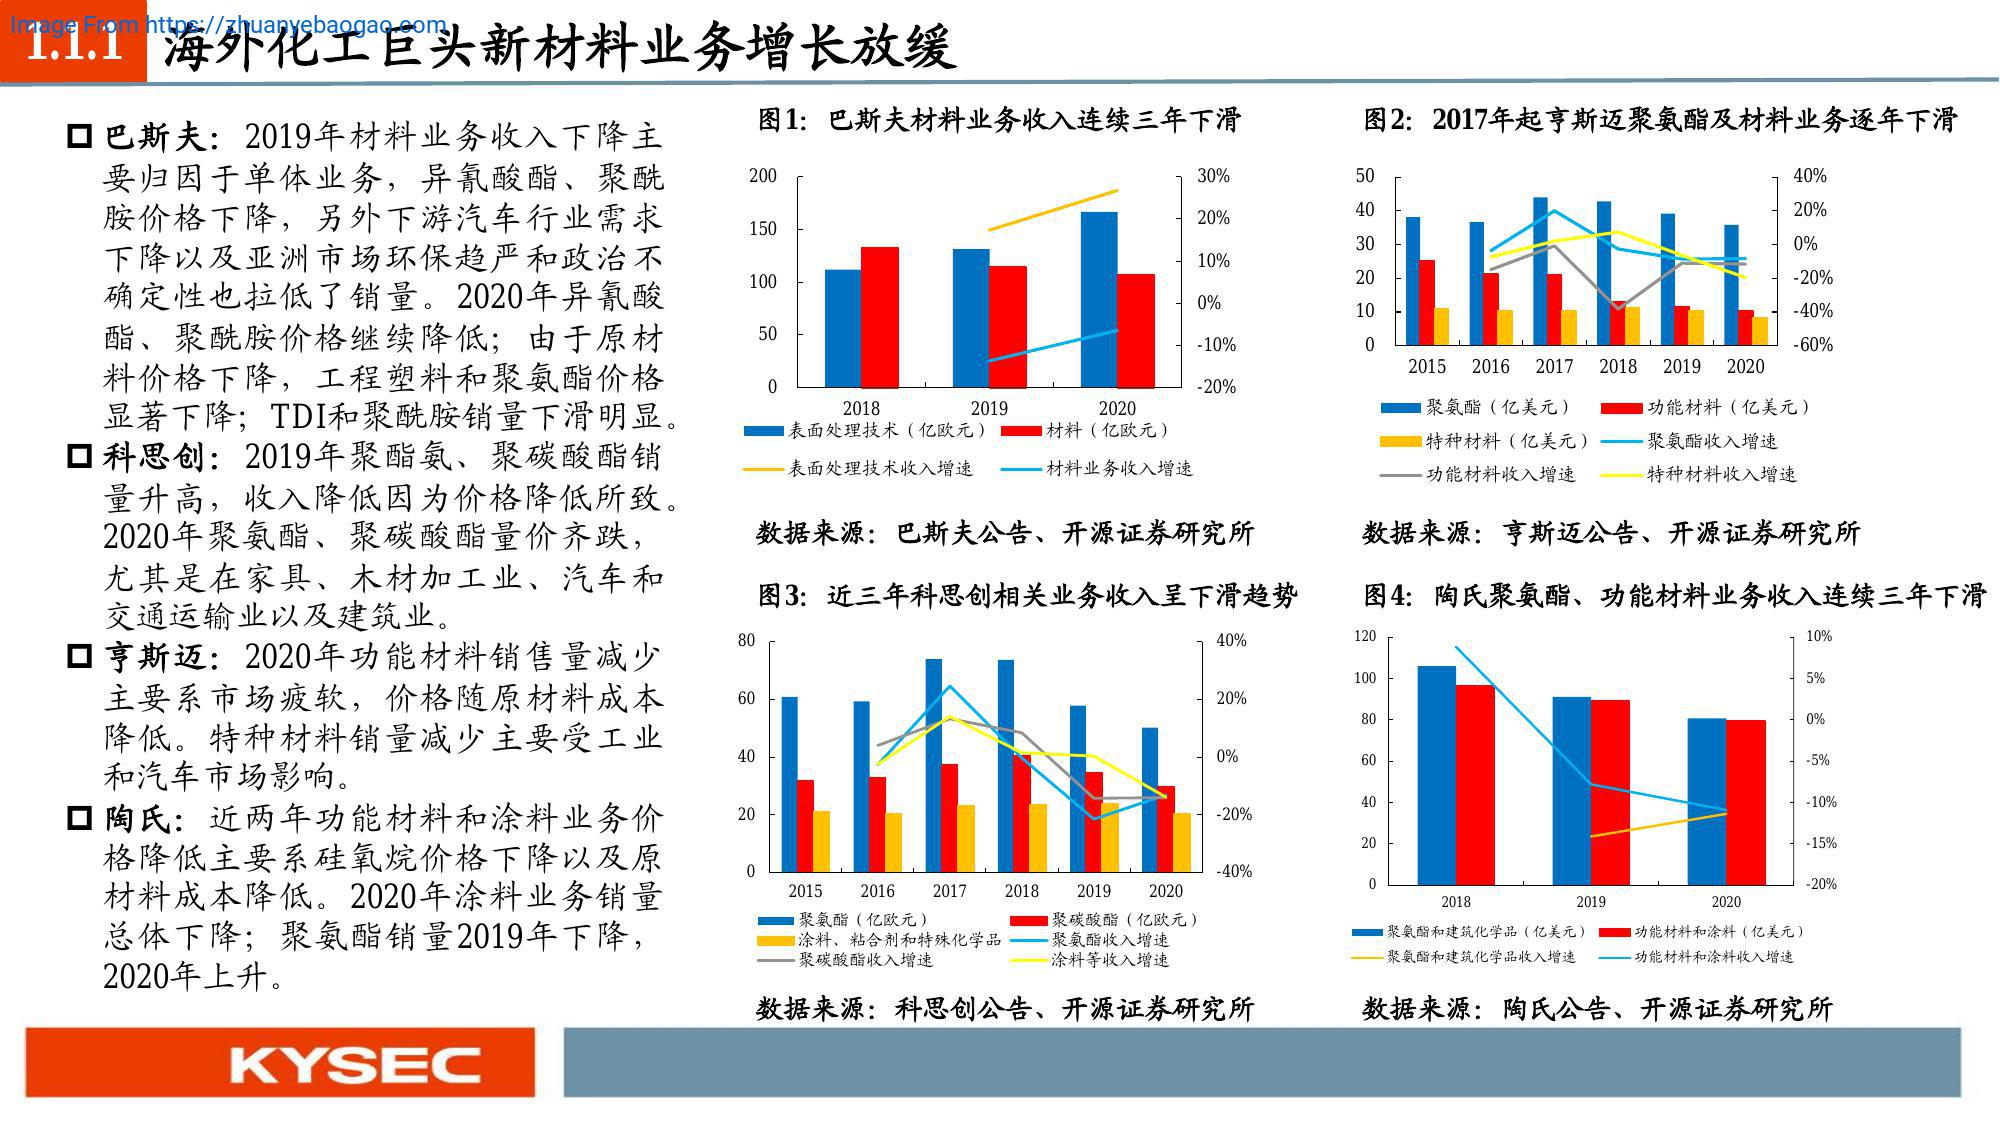 Image From https://zhuanyebaogao.com
1.1.1 海外化工巨头新材料业务增长放缓
巴斯夫：2019年材料业务收入下降主
要归因于单体业务，异氰酸酯、聚酰
胺价格下降，另外下游汽车行业需求
下降以及亚洲市场环保趋严和政治不
确定性也拉低了销量。2020年异氰酸
酯、聚酰胺价格继续降低；由于原材
料价格下降，工程塑料和聚氨酯价格
显著下降；TDI和聚酰胺销量下滑明显。
科思创：2019年聚酯氨、聚碳酸酯销
量升高，收入降低因为价格降低所致。
2020年聚氨酯、聚碳酸酯量价齐跌，
尤其是在家具、木材加工业、汽车和
交通运输业以及建筑业。
亨斯迈：2020年功能材料销售量减少
主要系市场疲软，价格随原材料成本
降低。特种材料销量减少主要受工业
和汽车市场影响。
陶氏：近两年功能材料和涂料业务价
格降低主要系硅氧烷价格下降以及原
材料成本降低。2020年涂料业务销量
总体下降；聚氨酯销量2019年下降，
2020年上升。
图1：巴斯夫材料业务收入连续三年下滑
200
150
100
50
0
30%
20%
10%
0%
-10%
-20%
2018 2019 2020
表面处理技术（亿欧元） 材料（亿欧元）
表面处理技术收入增速 材料业务收入增速
数据来源：巴斯夫公告、开源证券研究所
图2：2017年起亨斯迈聚氨酯及材料业务逐年下滑
50
40
30
20
10
0
40%
20%
0%
-20%
-40%
-60%
2015 2016 2017 2018 2019 2020
聚氨酯（亿美元） 功能材料（亿美元）
特种材料（亿美元） 聚氨酯收入增速
功能材料收入增速 特种材料收入增速
数据来源：亨斯迈公告、开源证券研究所
图3：近三年科思创相关业务收入呈下滑趋势
80
60
40
20
0
40%
20%
0%
-20%
-40%
2015 2016 2017 2018 2019 2020
聚氨酯（亿欧元） 聚碳酸酯（亿欧元）
涂料、粘合剂和特殊化学品 聚氨酯收入增速
聚碳酸酯收入增速 涂料等收入增速
数据来源：科思创公告、开源证券研究所
图4：陶氏聚氨酯、功能材料业务收入连续三年下滑
120
100
80
60
40
20
0
10%
5%
0%
-5%
-10%
-15%
-20%
2018 2019 2020
聚氨酯和建筑化学品（亿美元） 功能材料和涂料（亿美元）
聚氨酯和建筑化学品收入增速 功能材料和涂料收入增速
数据来源：陶氏公告、开源证券研究所
KYSEC